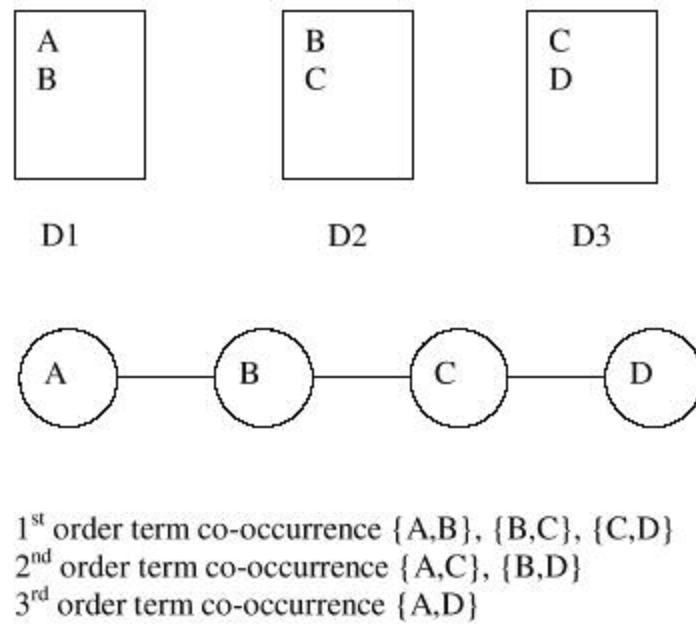 A
B
B
C
C
D
D1 D2 D3
A B C D
1st order term co-occurrence {A,B}, {B,C}, {C,D}
2nd order term co-occurrence {A,C}, {B,D}
3rd order term co-occurrence {A,D}